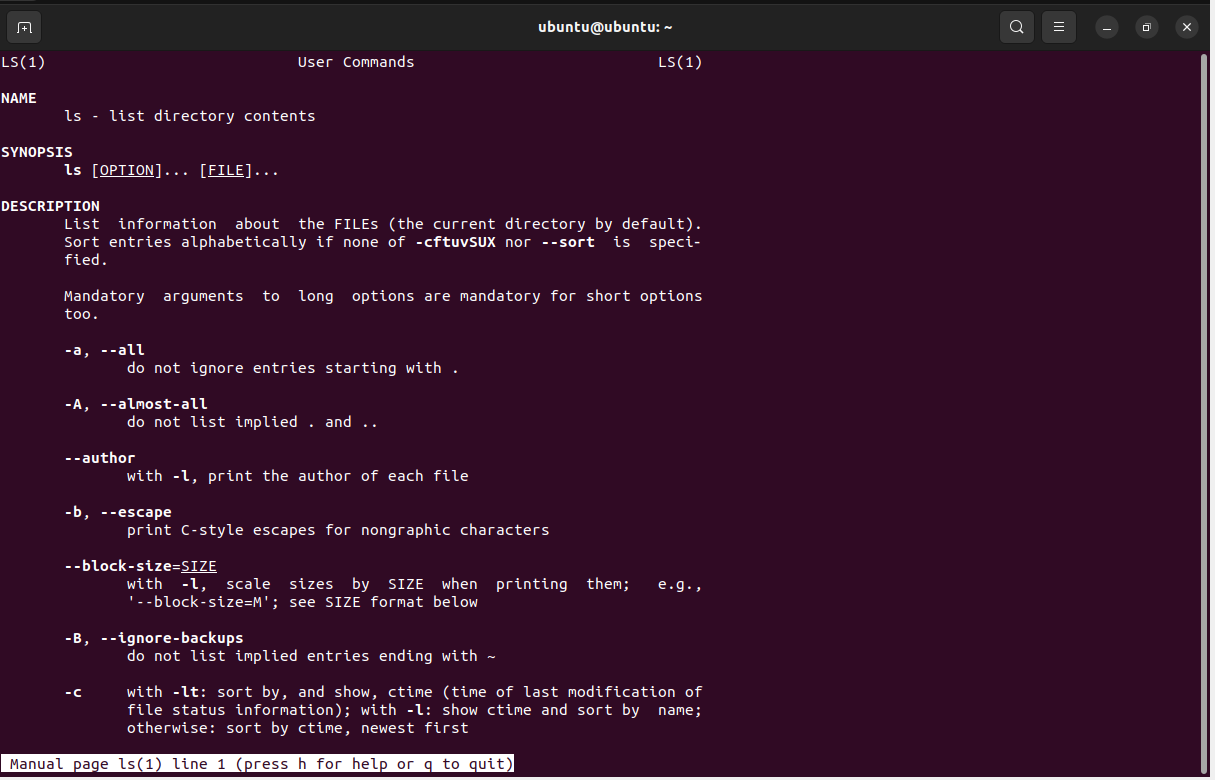 ubuntu@ubuntu: ~
LS(1) User Commands LS(1)
NAME
ls - list directory contents
SYNOPSIS
ls [OPTION]... [FILE]...
DESCRIPTION
List information about the FILEs (the current directory by default).
Sort entries alphabetically if none of -cftuvSUX nor --sort is speci-
fied.
Mandatory arguments to long options are mandatory for short options
too.
-a, --all
do not ignore entries starting with .
-A, --almost-all
do not list implied . and ..
--author
with -l, print the author of each file
-b, --escape
print C-style escapes for nongraphic characters
--block-size=SIZE
with -l, scale sizes by SIZE when printing them; e.g.,
'--block-size=M'; see SIZE format below
-B, --ignore-backups
do not list implied entries ending with ~
-c with -lt: sort by, and show, ctime (time of last modification of
file status information); with -l: show ctime and sort by name;
otherwise: sort by ctime, newest first
Manual page ls(1) line 1 (press h for help or q to quit)